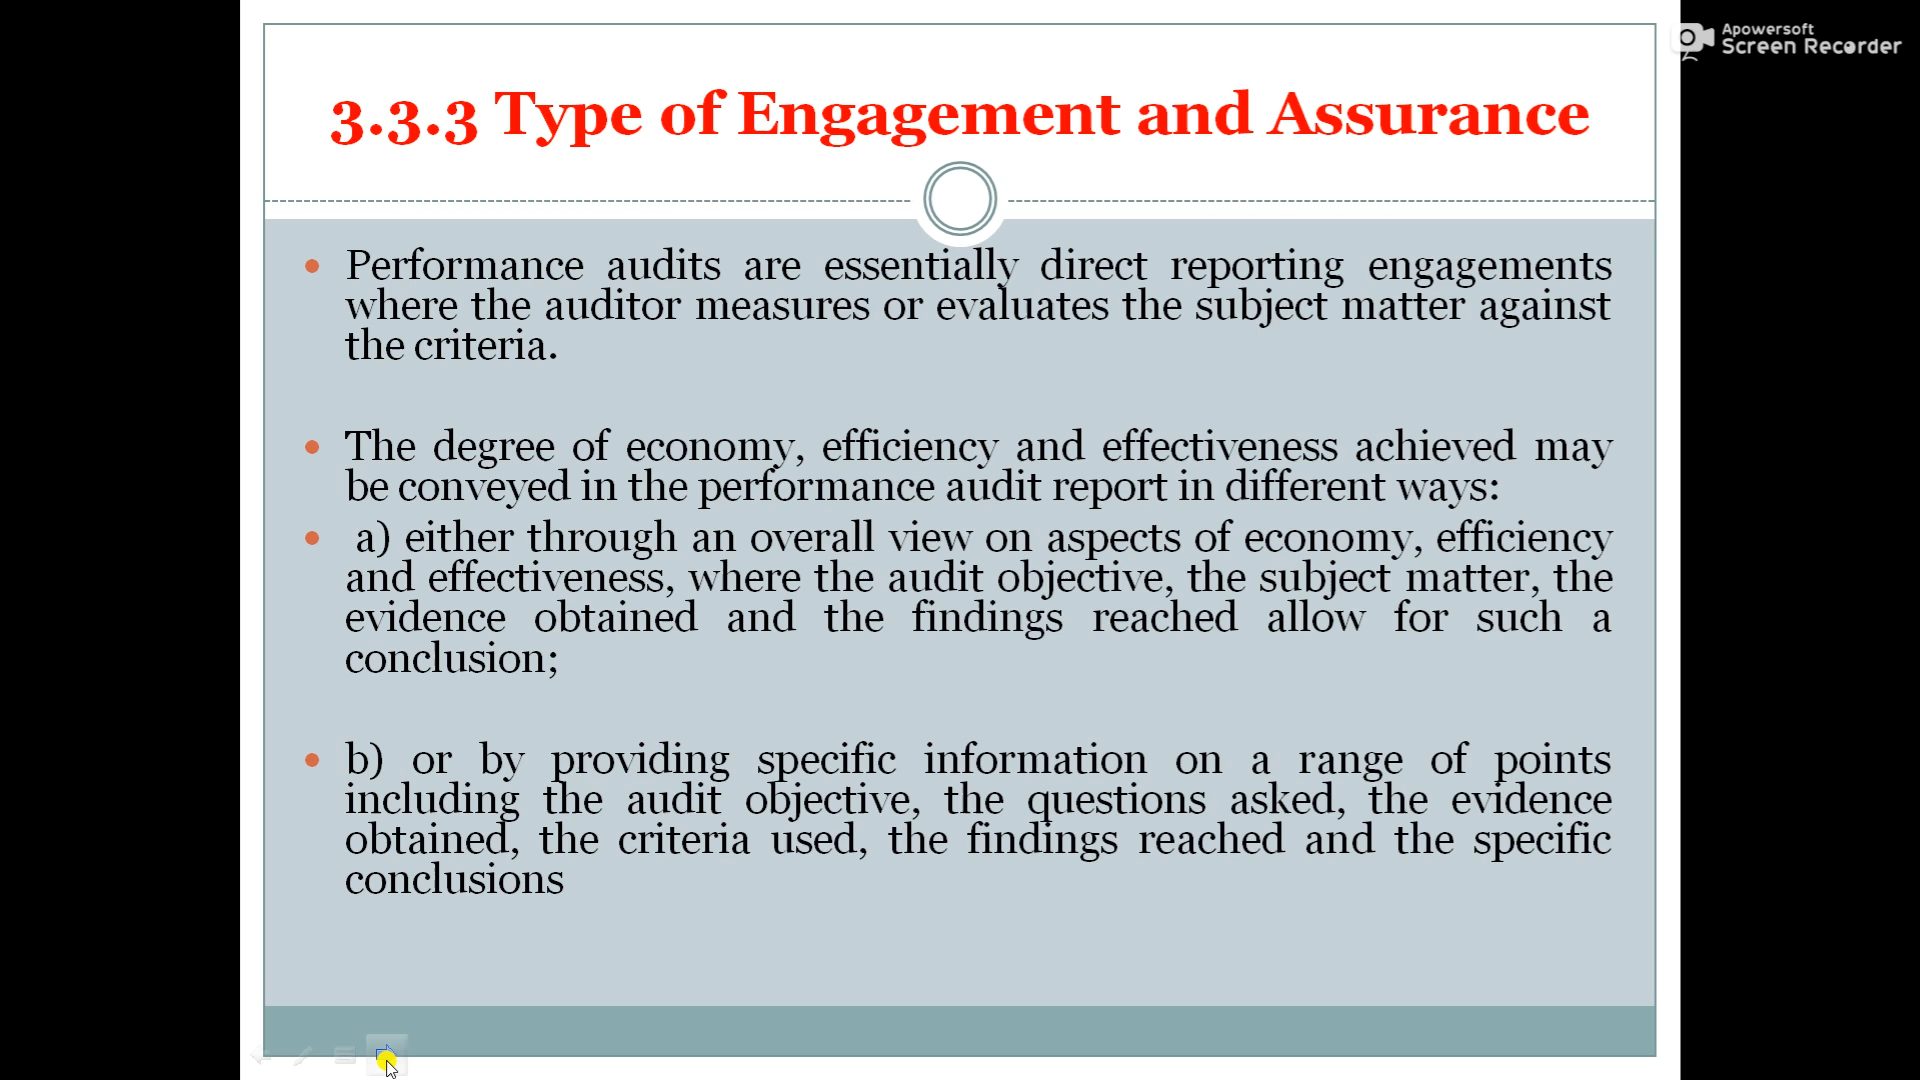 Apowersoft
Screen Recorder
3.3.3 Type of Engagement and Assurance
Performance audits are essentially direct reporting engagements
where the auditor measures or evaluates the subject matter against
the criteria.
The degree of economy, efficiency and effectiveness achieved may
be conveyed in the performance audit report in different ways:
a) either through an overall view on aspects of economy, efficiency
and effectiveness, where the audit objective, the subject matter, the
evidence obtained and the findings reached allow for such a
conclusion;
b) or by providing specific information on a range of points
including the audit objective, the questions asked, the evidence
obtained, the criteria used, the findings reached and the specific
conclusions